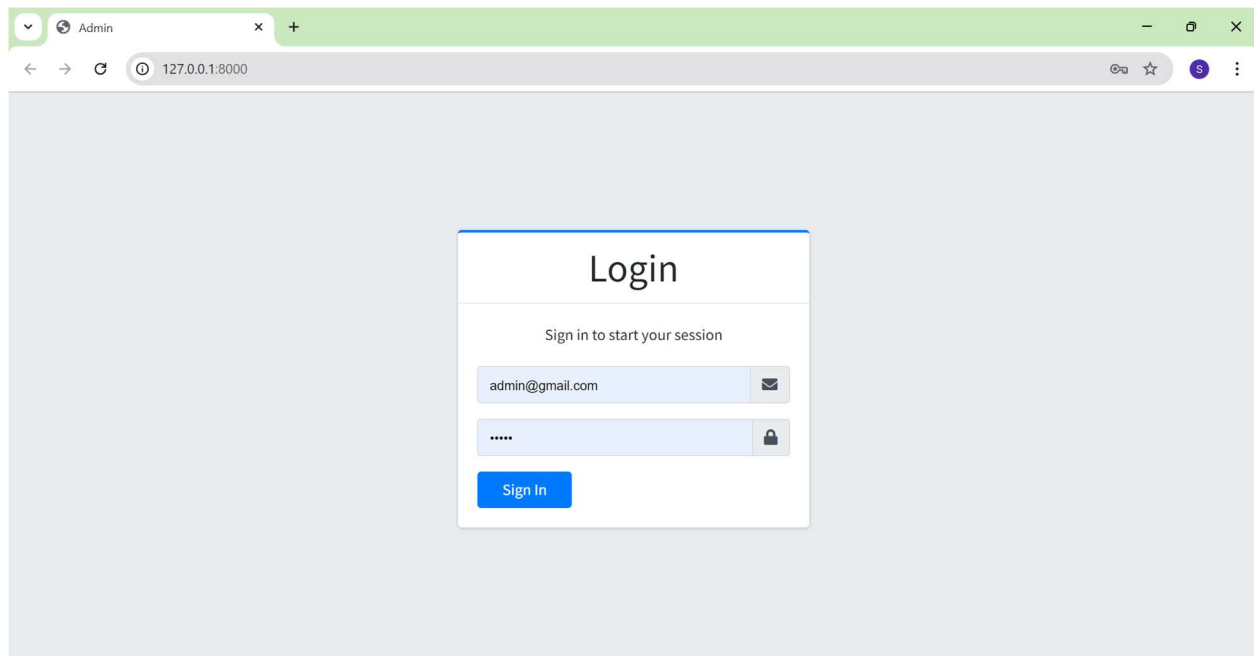 Admin
127.0.0.1:8000
S
Login
Sign in to start your session
admin@gmail.com
•••••
Sign In